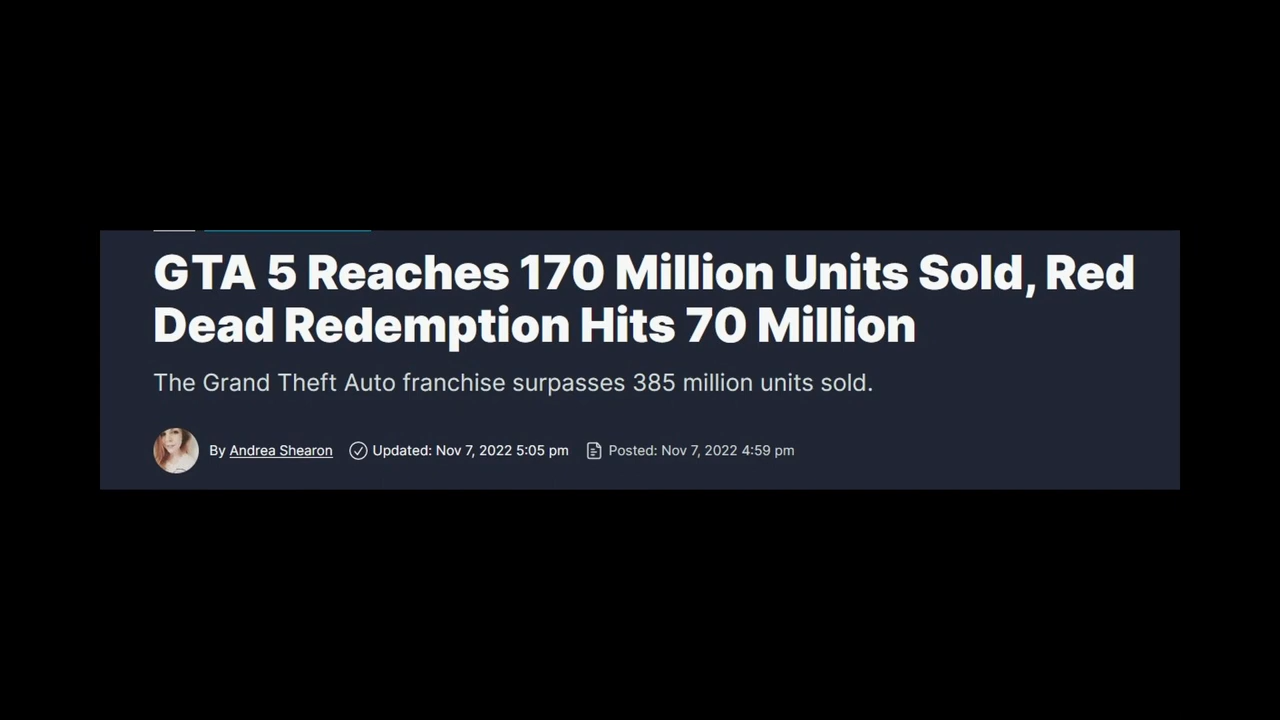 GTA 5 Reaches 170 Million Units Sold, Red
Dead Redemption Hits 70 Million
The Grand Theft Auto franchise surpasses 385 million units sold.
By Andrea Shearon Updated: Nov 7, 2022 5:05 pm Posted: Nov 7, 2022 4:59 pm